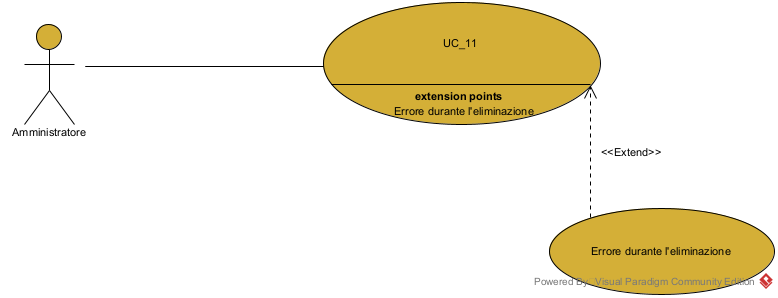 UC_11
extension points
Errore durante l'eliminazione
Amministratore
<<Extend>>
Errore durante l'eliminazione
Powered By: Visual Paradigm Community Edition